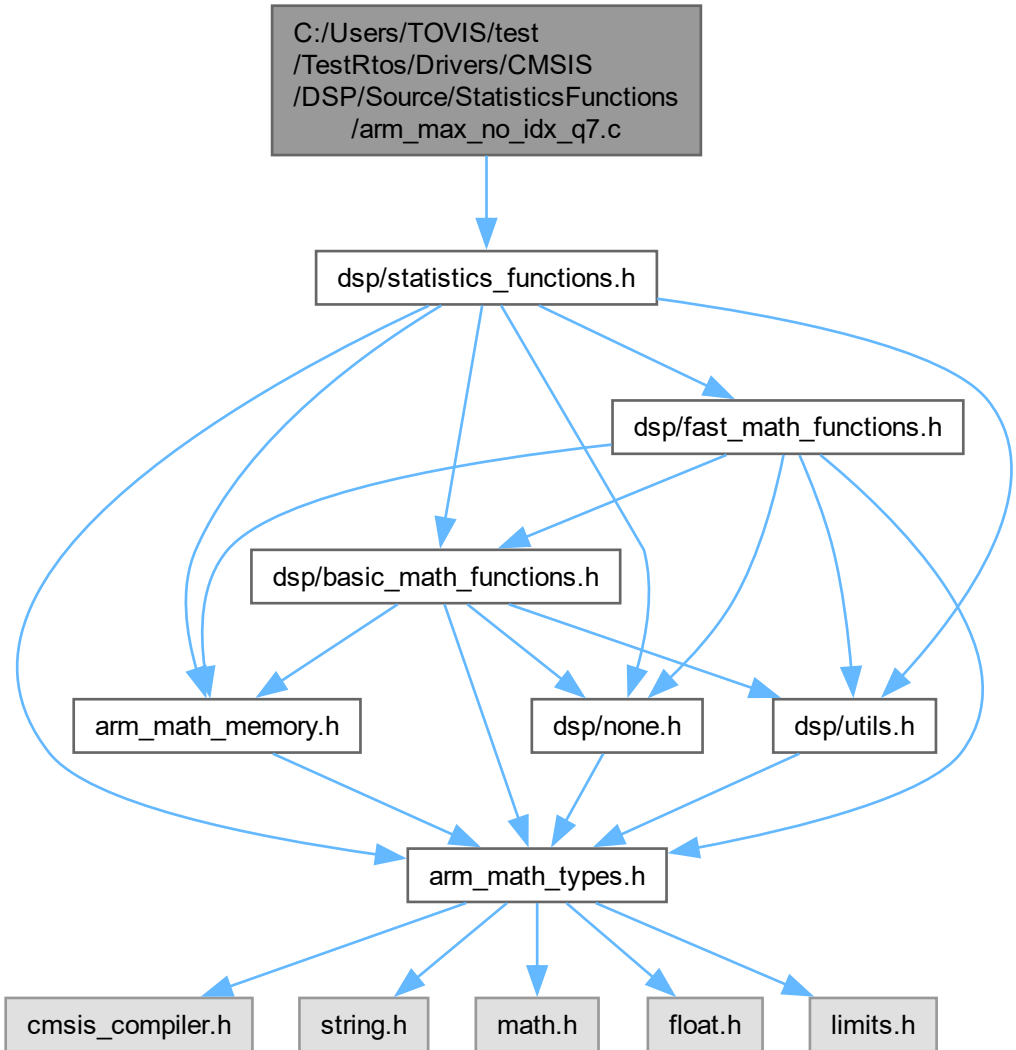 C:/Users/TOVIS/test
/TestRtos/Drivers/CMSIS
/DSP/Source/StatisticsFunctions
/arm_max_no_idx_q7.c
dsp/statistics_functions.h
dsp/fast_math_functions.h
dsp/basic_math_functions.h
arm_math_memory.h
dsp/none.h
dsp/utils.h
arm_math_types.h
cmsis_compiler.h
string.h
math.h
float.h
limits.h